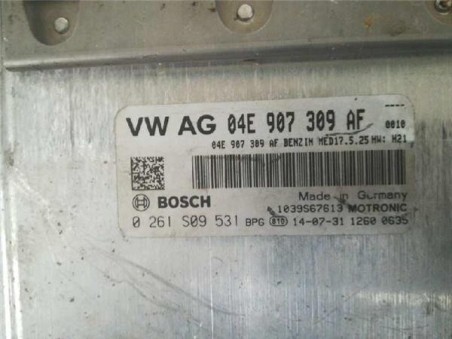 VW AG 04E 907 309 AF 0010
04E 907 309 AF BENZIN MED17.5.25 HW: H21
BOSCH Made in Germany
1039S67613 MOTRONIC
0 261 S09 531 BPG 010 14-07-31 1260 0635